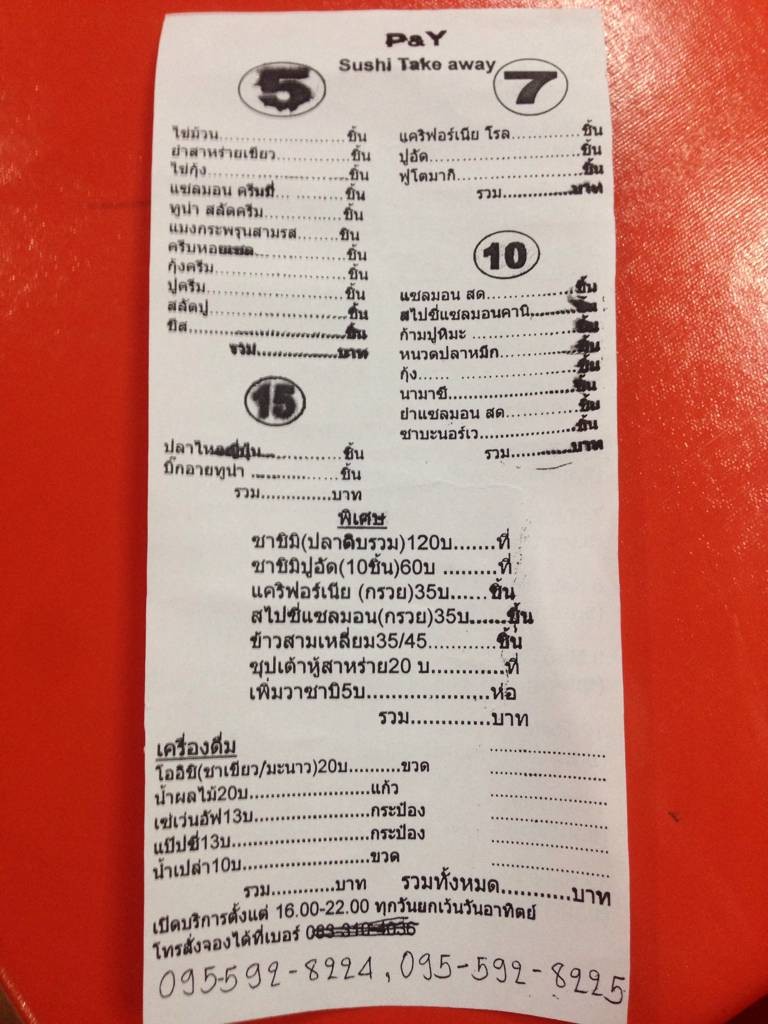 P&Y
Sushi Take away
5
ไข่ม้วน....................ชิ้น
ยำสาหร่ายเขียว..............ชิ้น
ไข่กุ้ง......................ชิ้น
แซลมอน ครีมมี่... .........ชิ้น
ทูน่า สลัดครีม...............ชิ้น
แมงกระพรุนสามรส.......ชิ้น
ครีบหอยเชล.................ชิ้น
กุ้งครีม.....................ชิ้น
ปูครีม......................ชิ้น
สลัดปู......................ชิ้น
ชีส........................ชิ้น
รวม...................บาท
7
แคริฟอร์เนีย โรล............ชิ้น
ปูอัด........................ชิ้น
ฟูโตมากิ....................ชิ้น
รวม.............บาท
10
แซลมอน สด................ชิ้น
สไปซี่แซลมอนคานิ..........ชิ้น
ก้ามปูหิมะ ..................ชิ้น
หนวดปลาหมึก..............ชิ้น
กุ้ง...... ...................ชิ้น
นามาซึ.....................ชิ้น
ยำแซลมอน สด..............ชิ้น
ซาบะนอร์เว.................ชิ้น
รวม...............บาท
15
ปลาไหลญี่ปุ่น..............ชิ้น
บิ๊กอายทูน่า ................ชิ้น
รวม..............บาท
พิเศษ
ซาซิมิ(ปลาดิบรวม)120บ.......ที่
ซาซิมิปูอัด(10ชิ้น)60บ .........ที่
แคริฟอร์เนีย (กรวย)35บ......ชิ้น
สไปซี่แซลมอน(กรวย)35บ......ชิ้น
ข้าวสามเหลี่ยม35/45............ชิ้น
ซุปเต้าหู้สาหร่าย20 บ............ที่
เพิ่มวาซาบิ5บ....................ห่อ
รวม.............บาท
เครื่องดื่ม
โออิชิ(ชาเขียว/มะนาว)20บ..........ขวด
น้ำผลไม้20บ.....................แก้ว
เซเว่นอัฟ13บ....................กระป๋อง
แป๊ปซี่13บ.......................กระป๋อง
น้ำเปล่า10บ.....................ขวด
รวม............บาท รวมทั้งหมด...........บาท
เปิดบริการตั้งแต่ 16.00-22.00 ทุกวันยกเว้นวันอาทิตย์
โทรสั่งจองได้ที่เบอร์ 083-310-4036
095-592-8224, 095-592-8225